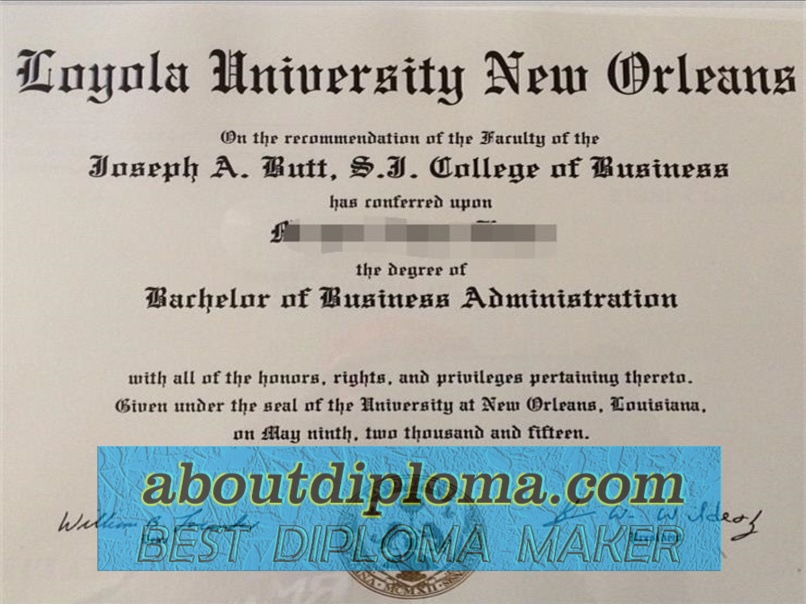 Loyola University New Orleans
On the recommendation of the Faculty of the
Joseph A. Butt, S.J. College of Business
has conferred upon
the degree of
Bachelor of Business Administration
with all of the honors, rights, and privileges pertaining thereto.
Given under the seal of the University at New Orleans, Louisiana,
on May ninth, two thousand and fifteen.
aboutdiploma.com
BEST DIPLOMA MAKER
President
MCMXII